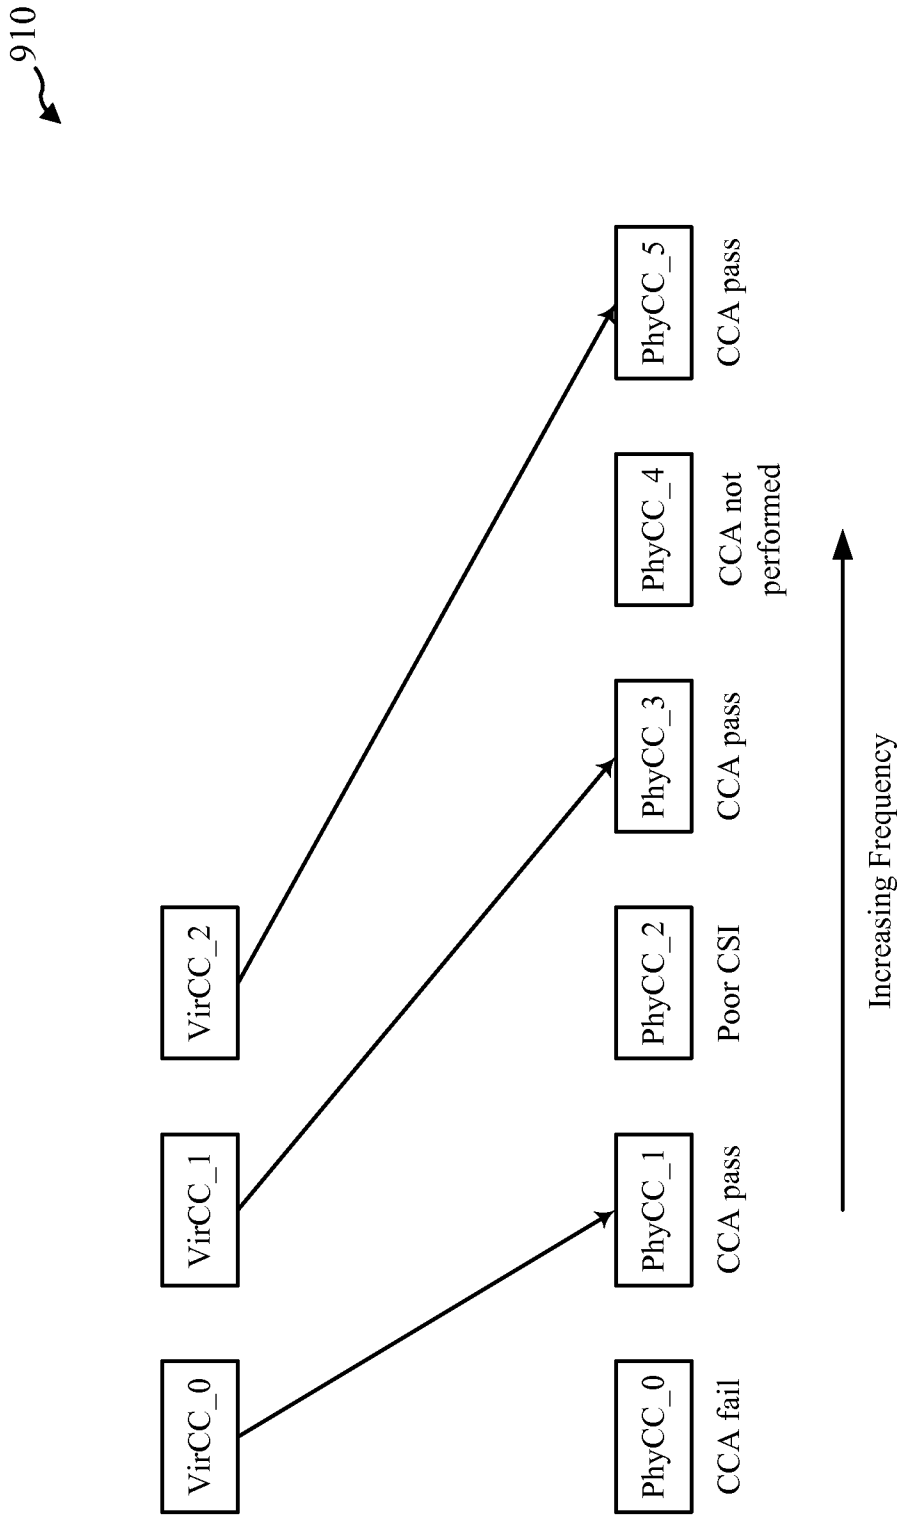 910
VirCC_0
VirCC_1
VirCC_2
PhyCC_0
PhyCC_1
PhyCC_2
PhyCC_3
PhyCC_4
PhyCC_5
CCA fail
CCA pass
Poor CSI
CCA pass
CCA not
performed
CCA pass
Increasing Frequency